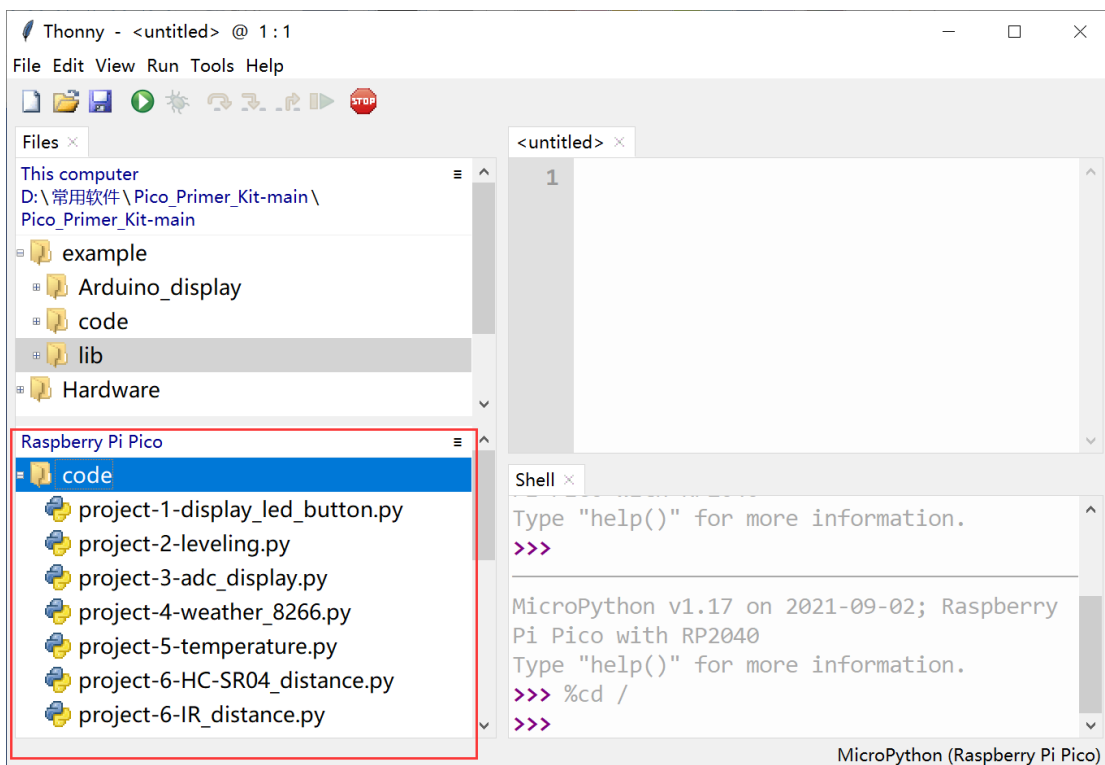 Thonny - <untitled> @ 1:1
File Edit View Run Tools Help
STOP
Files
This computer
D:\常用软件\Pico_Primer_Kit-main\
Pico_Primer_Kit-main
example
Arduino_display
code
lib
Hardware
Raspberry Pi Pico
code
project-1-display_led_button.py
project-2-leveling.py
project-3-adc_display.py
project-4-weather_8266.py
project-5-temperature.py
project-6-HC-SR04_distance.py
project-6-IR_distance.py
<untitled>
1
Shell
Type "help()" for more information.
>>>
MicroPython v1.17 on 2021-09-02; Raspberry
Pi Pico with RP2040
Type "help()" for more information.
>>> %cd /
>>>
MicroPython (Raspberry Pi Pico)